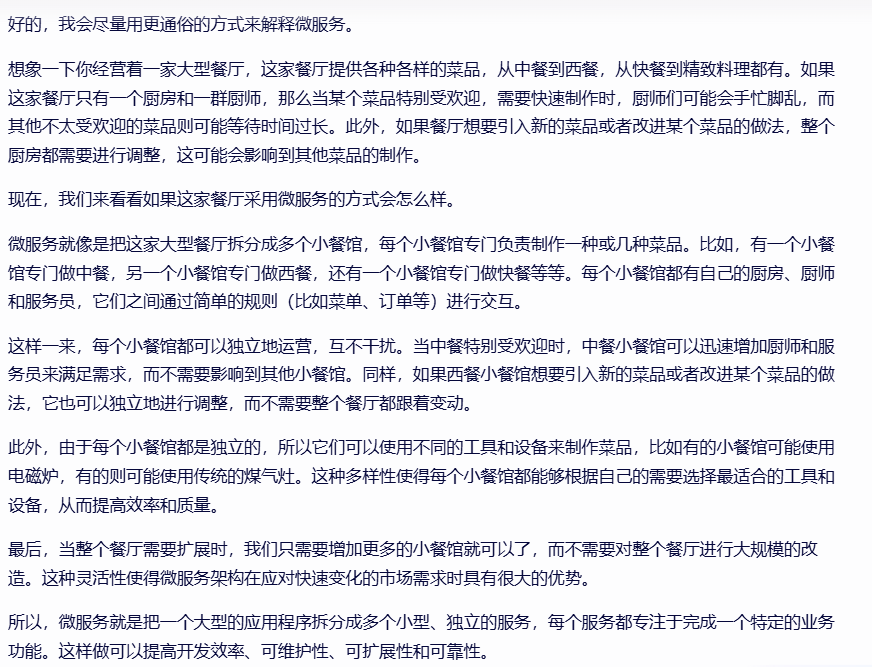 好的，我会尽量用更通俗的方式来解释微服务。
想象一下你经营着一家大型餐厅，这家餐厅提供各种各样的菜品，从中餐到西餐，从快餐到精致料理都有。如果
这家餐厅只有一个厨房和一群厨师，那么当某个菜品特别受欢迎，需要快速制作时，厨师们可能会手忙脚乱，而
其他不太受欢迎的菜品则可能等待时间过长。此外，如果餐厅想要引入新的菜品或者改进某个菜品的做法，整个
厨房都需要进行调整，这可能会影响到其他菜品的制作。
现在，我们来看看如果这家餐厅采用微服务的方式会怎么样。
微服务就像是把这家大型餐厅拆分成多个小餐馆，每个小餐馆专门负责制作一种或几种菜品。比如，有一个小餐
馆专门做中餐，另一个小餐馆专门做西餐，还有一个小餐馆专门做快餐等等。每个小餐馆都有自己的厨房、厨师
和服务员，它们之间通过简单的规则（比如菜单、订单等）进行交互。
这样一来，每个小餐馆都可以独立地运营，互不干扰。当中餐特别受欢迎时，中餐小餐馆可以迅速增加厨师和服
务员来满足需求，而不需要影响到其他小餐馆。同样，如果西餐小餐馆想要引入新的菜品或者改进某个菜品的做
法，它也可以独立地进行调整，而不需要整个餐厅都跟着变动。
此外，由于每个小餐馆都是独立的，所以它们可以使用不同的工具和设备来制作菜品，比如有的小餐馆可能使用
电磁炉，有的则可能使用传统的煤气灶。这种多样性使得每个小餐馆都能够根据自己的需要选择最适合的工具和
设备，从而提高效率和质量。
最后，当整个餐厅需要扩展时，我们只需要增加更多的小餐馆就可以了，而不需要对整个餐厅进行大规模的改
造。这种灵活性使得微服务架构在应对快速变化的市场需求时具有很大的优势。
所以，微服务就是把一个大型的应用程序拆分成多个小型、独立的服务，每个服务都专注于完成一个特定的业务
功能。这样做可以提高开发效率、可维护性、可扩展性和可靠性。